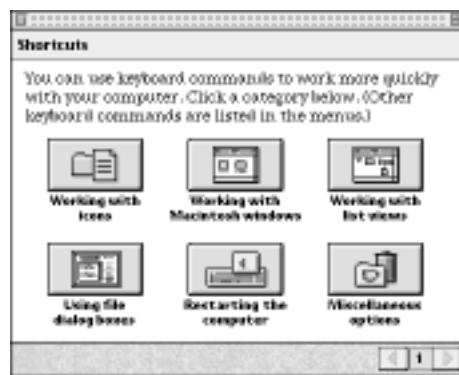 Shortcuts
You can use keyboard commands to work more quickly
with your computer. Click a category below. (Other
keyboard commands are listed in the menus.)
Working with
icons
Working with
Macintosh windows
Working with
list views
Using file
dialog boxes
Restarting the
computer
Miscellaneous
options
1